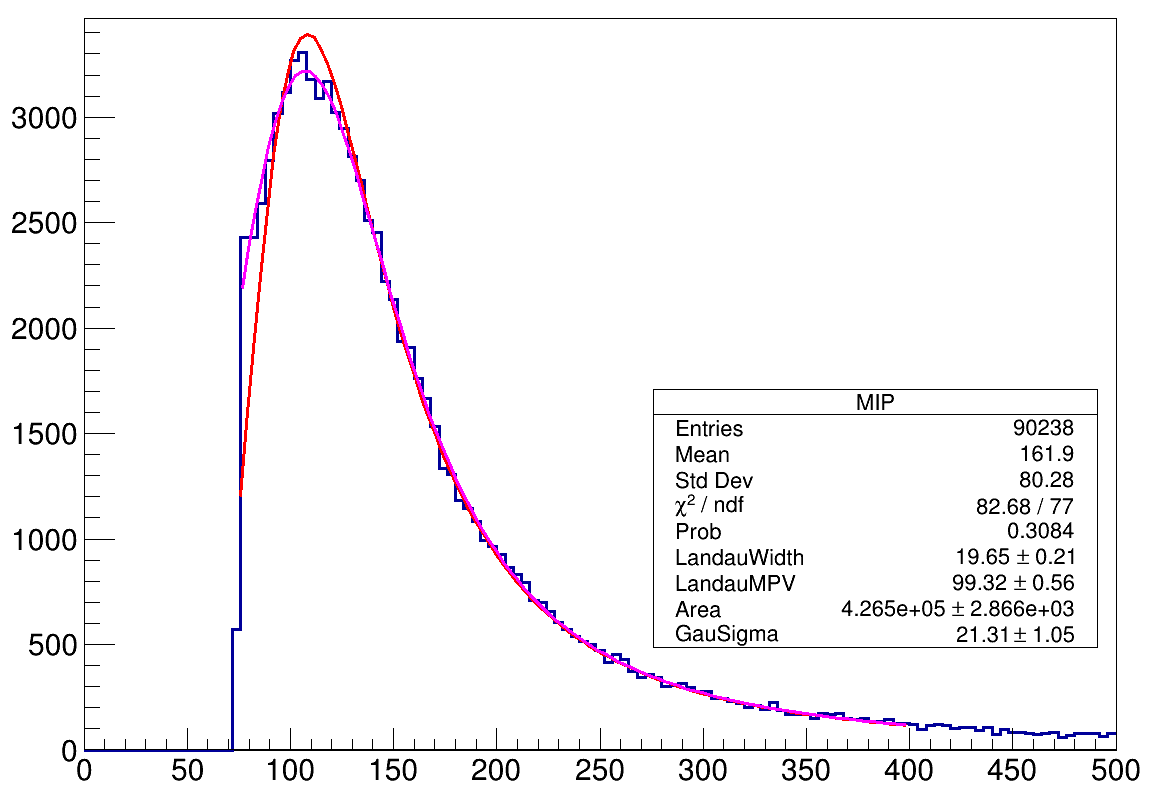 3000
2500
2000
1500
1000
500
0
MIP
Entries 90238
Mean 161.9
Std Dev 80.28
χ² / ndf 82.68 / 77
Prob 0.3084
LandauWidth 19.65 ± 0.21
LandauMPV 99.32 ± 0.56
Area 4.265e+05 ± 2.866e+03
GauSigma 21.31 ± 1.05
0 50 100 150 200 250 300 350 400 450 500